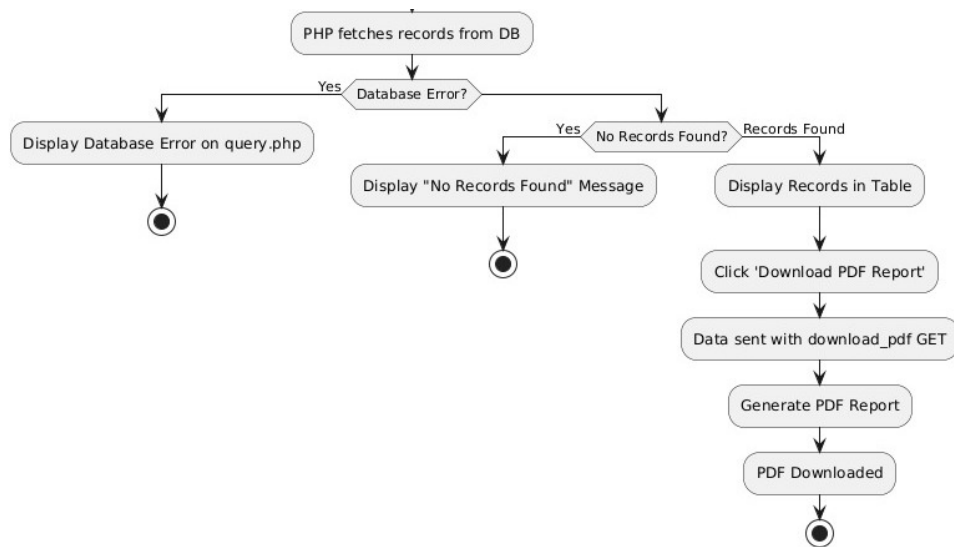 PHP fetches records from DB
Yes
Database Error?
Display Database Error on query.php
Yes
No Records Found?
Records Found
Display "No Records Found" Message
Display Records in Table
Click 'Download PDF Report'
Data sent with download_pdf GET
Generate PDF Report
PDF Downloaded